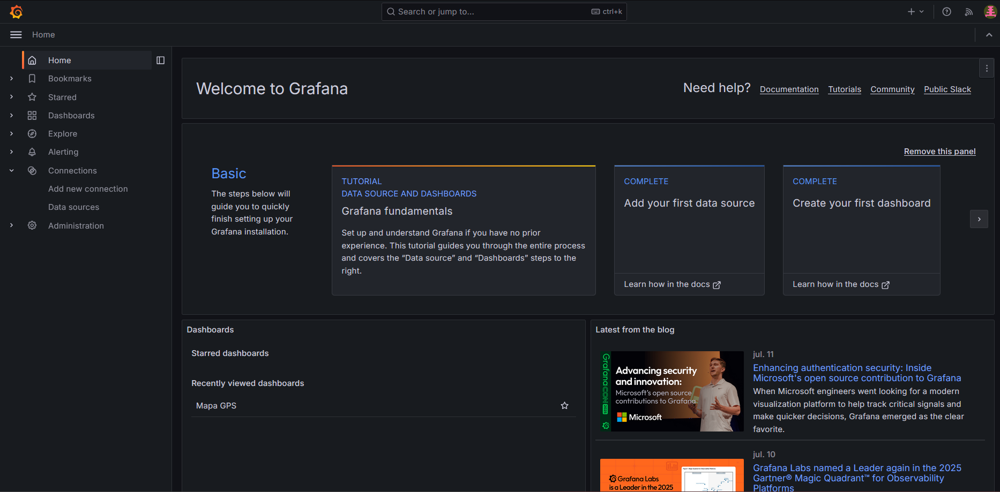 Search or jump to...
ctrl+k
Home
Home
Bookmarks
Starred
Dashboards
Explore
Alerting
Connections
Add new connection
Data sources
Administration
Welcome to Grafana
Need help?
Documentation
Tutorials
Community
Public Slack
Remove this panel
Basic
The steps below will
guide you to quickly
finish setting up your
Grafana installation.
TUTORIAL
DATA SOURCE AND DASHBOARDS
Grafana fundamentals
Set up and understand Grafana if you have no prior
experience. This tutorial guides you through the entire process
and covers the “Data source” and “Dashboards” steps to the
right.
COMPLETE
Add your first data source
Learn how in the docs
COMPLETE
Create your first dashboard
Learn how in the docs
Dashboards
Starred dashboards
Recently viewed dashboards
Mapa GPS
Latest from the blog
GrafanaCON 2025
Advancing security
and innovation:
Microsoft's open source
contributions to Grafana
Microsoft
jul. 11
Enhancing authentication security: Inside
Microsoft's open source contribution to Grafana
When Microsoft engineers went looking for a modern
visualization platform to help track critical signals and
make quicker decisions, Grafana emerged as the clear
favorite.
Grafana Labs
is a Leader in the 2025
jul. 10
Grafana Labs named a Leader again in the 2025
Gartner® Magic Quadrant™ for Observability
Platforms